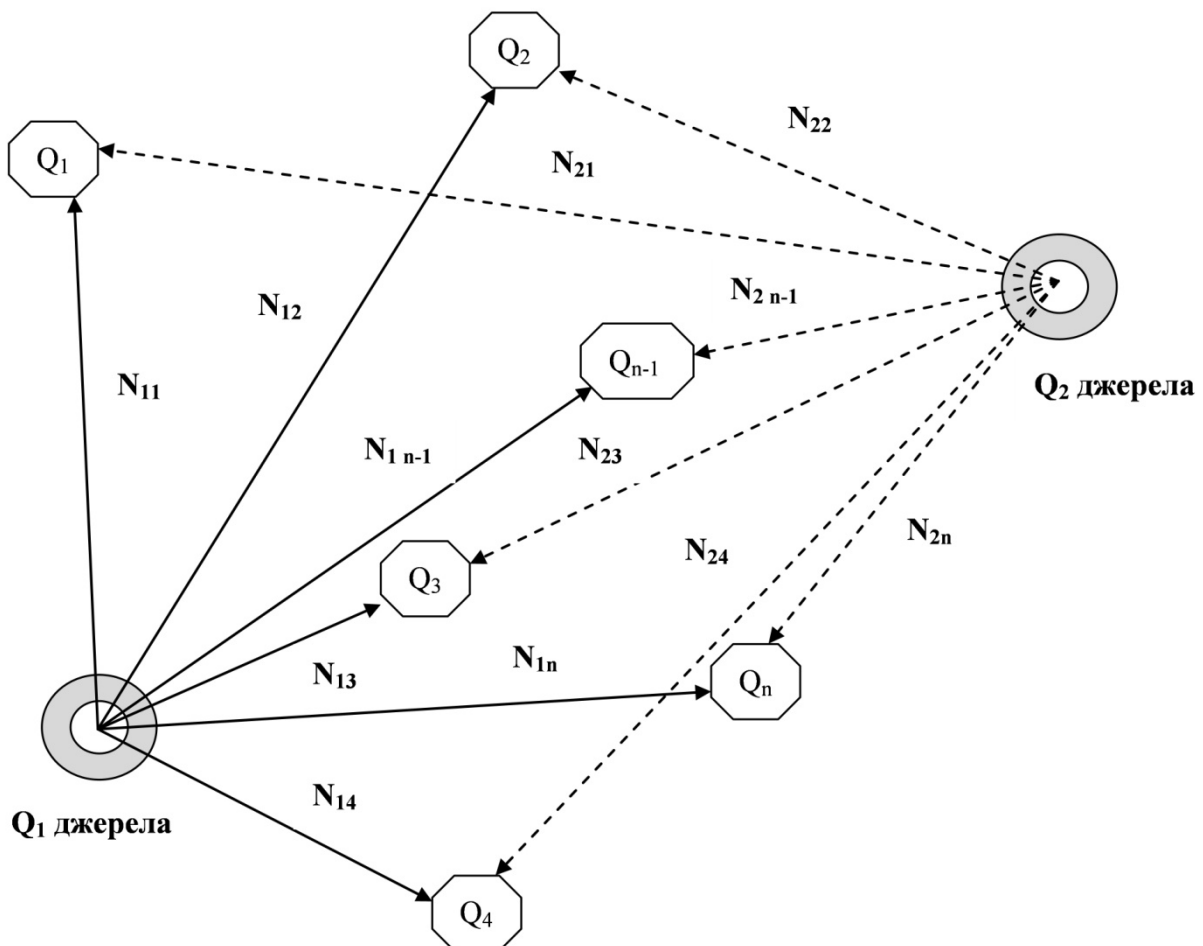 Q₂
N₂₂
Q₁
N₂₁
N₁₂
N₂ ₙ₋₁
Qₙ₋₁
N₁₁
Q₂ джерела
N₁ ₙ₋₁
N₂₃
N₂₄
N₂ₙ
Q₃
N₁₃
N₁ₙ
Qₙ
N₁₄
Q₁ джерела
Q₄